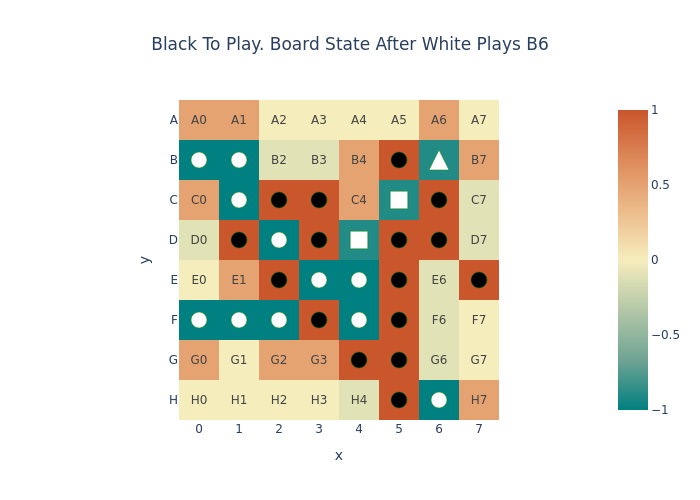 Black To Play. Board State After White Plays B6
A A0 A1 A2 A3 A4 A5 A6 A7
B B2 B3 B4 B7
C C0 C4 C7
D D0 D7
E E0 E1 E6
F F6 F7
G G0 G1 G2 G3 G6 G7
H H0 H1 H2 H3 H4 H7
0 1 2 3 4 5 6 7
x
y
1
0.5
0
−0.5
−1